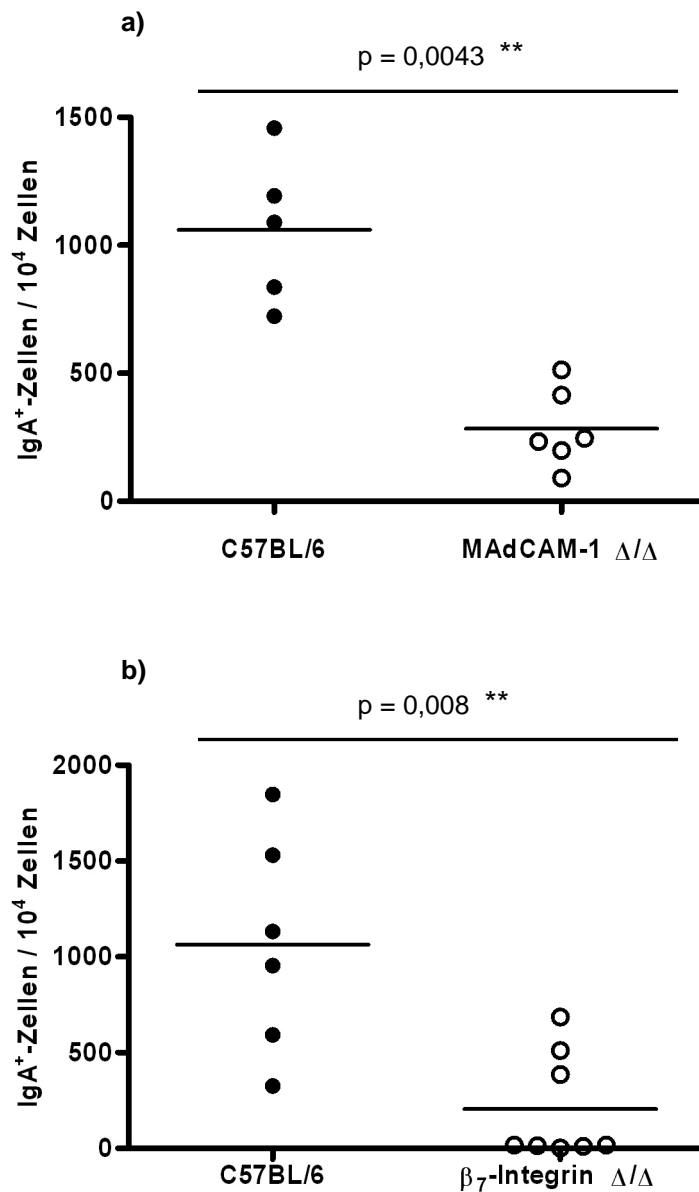 a)
p = 0,0043 **
1500
1000
500
0
IgA⁺-Zellen / 10⁴ Zellen
C57BL/6 MAdCAM-1 Δ/Δ
b)
p = 0,008 **
2000
1500
1000
500
0
IgA⁺-Zellen / 10⁴ Zellen
C57BL/6 β₇-Integrin Δ/Δ